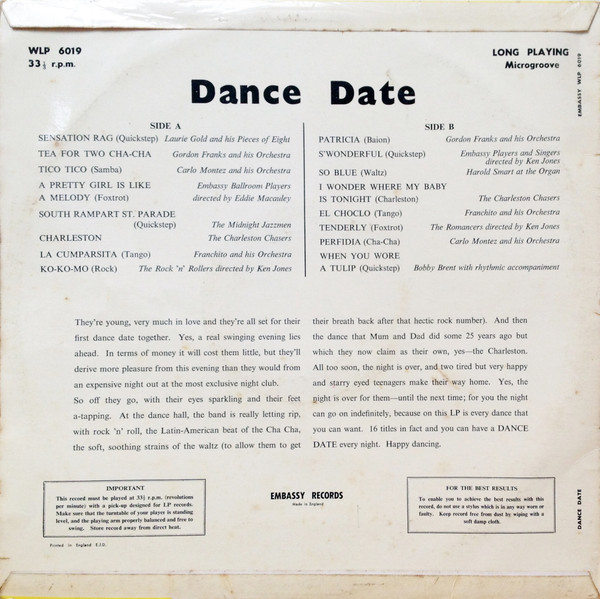 WLP 6019
33⅓ r.p.m.
LONG PLAYING
Microgroove
EMBASSY WLP 6019
Dance Date
SIDE A
SENSATION RAG (Quickstep) Laurie Gold and his Pieces of Eight
TEA FOR TWO CHA-CHA Gordon Franks and his Orchestra
TICO TICO (Samba) Carlo Montez and his Orchestra
A PRETTY GIRL IS LIKE Embassy Ballroom Players
A MELODY (Foxtrot) directed by Eddie Macauley
SOUTH RAMPART ST. PARADE
(Quickstep) The Midnight Jazzmen
CHARLESTON The Charleston Chasers
LA CUMPARSITA (Tango) Franchito and his Orchestra
KO-KO-MO (Rock) The Rock 'n' Rollers directed by Ken Jones
SIDE B
PATRICIA (Baion) Gordon Franks and his Orchestra
S'WONDERFUL (Quickstep) Embassy Players and Singers
directed by Ken Jones
SO BLUE (Waltz) Harold Smart at the Organ
I WONDER WHERE MY BABY
IS TONIGHT (Charleston) The Charleston Chasers
EL CHOCLO (Tango) Franchito and his Orchestra
TENDERLY (Foxtrot) The Romancers directed by Ken Jones
PERFIDIA (Cha-Cha) Carlo Montez and his Orchestra
WHEN YOU WORE
A TULIP (Quickstep) Babby Brent with rhythmic accompaniment
They're young, very much in love and they're all set for their
first dance date together. Yes, a real swinging evening lies
ahead. In terms of money it will cost them little, but they'll
derive more pleasure from this evening than they would from
an expensive night out at the most exclusive night club.
So off they go, with their eyes sparkling and their feet
a-tapping. At the dance hall, the band is really letting rip,
with rock 'n' roll, the Latin-American beat of the Cha Cha,
the soft, soothing strains of the waltz (to allow them to get
their breath back after that hectic rock number). And then
the dance that Mum and Dad did some 25 years ago but
which they now claim as their own, yes—the Charleston.
All too soon, the night is over, and two tired but very happy
and starry eyed teenagers make their way home. Yes, the
night is over for them—until the next time; for you the night
can go on indefinitely, because on this LP is every dance that
you can want. 16 titles in fact and you can have a DANCE
DATE every night. Happy dancing.
IMPORTANT
This record must be played at 33⅓ r.p.m. (revolutions
per minute) with a pick-up designed for LP records.
Make sure that the turntable of your player is standing
level, and the playing arm properly balanced and free to
swing. Store record away from direct heat.
Printed in England E.J.D.
EMBASSY RECORDS
Made in England
FOR THE BEST RESULTS
To enable you to achieve the best results with this
record, do not use a stylus which is in any way worn or
faulty. Keep record free from dust by wiping with a
soft damp cloth.
DANCE DATE